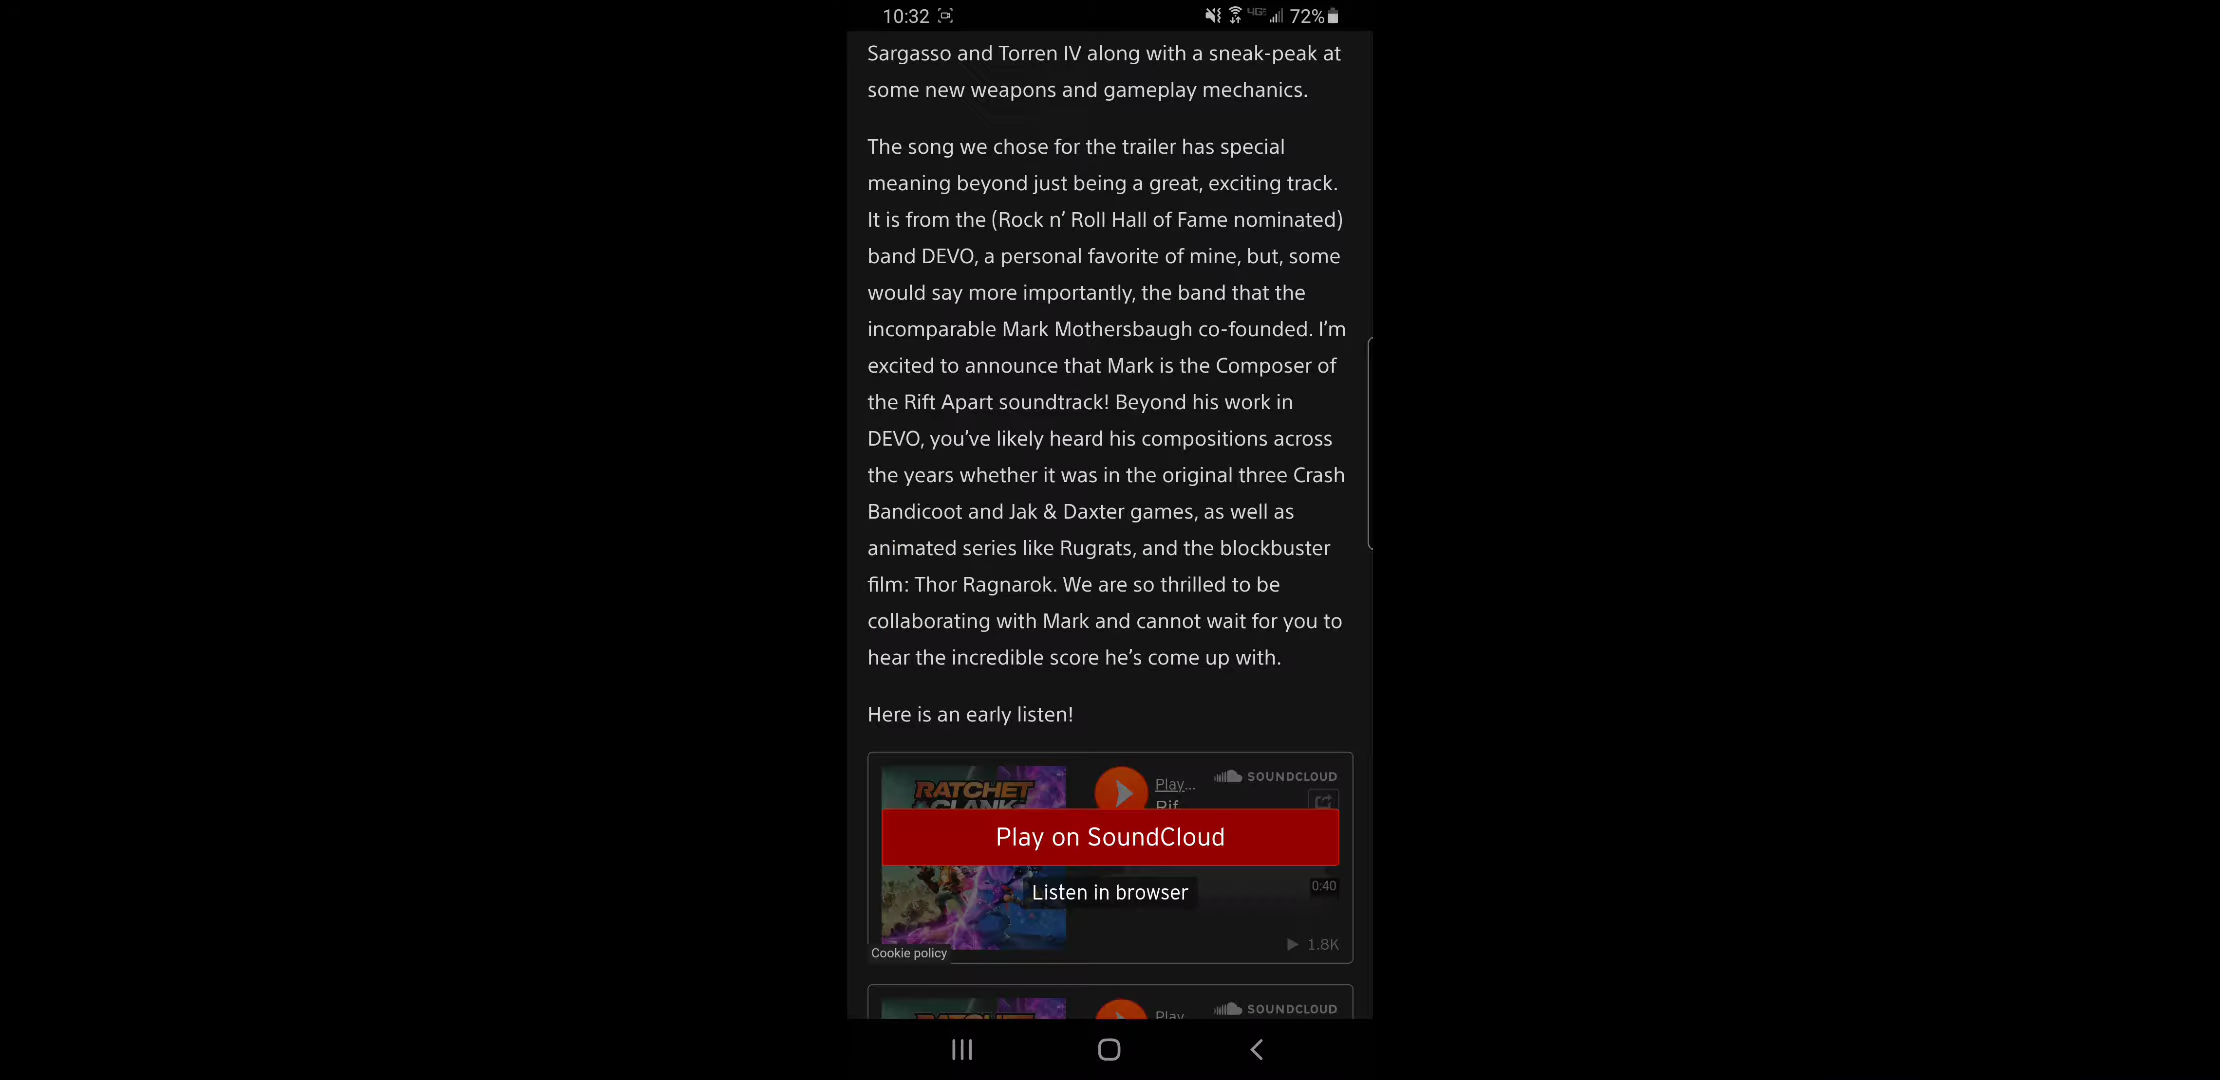 10:32
72%
Sargasso and Torren IV along with a sneak-peak at
some new weapons and gameplay mechanics.
The song we chose for the trailer has special
meaning beyond just being a great, exciting track.
It is from the (Rock n’ Roll Hall of Fame nominated)
band DEVO, a personal favorite of mine, but, some
would say more importantly, the band that the
incomparable Mark Mothersbaugh co-founded. I’m
excited to announce that Mark is the Composer of
the Rift Apart soundtrack! Beyond his work in
DEVO, you’ve likely heard his compositions across
the years whether it was in the original three Crash
Bandicoot and Jak & Daxter games, as well as
animated series like Rugrats, and the blockbuster
film: Thor Ragnarok. We are so thrilled to be
collaborating with Mark and cannot wait for you to
hear the incredible score he’s come up with.
Here is an early listen!
RATCHET
CLANK
Play...
SOUNDCLOUD
Rif
Play on SoundCloud
Listen in browser
0:40
1.8K
Cookie policy
RATCHET
Play
SOUNDCLOUD